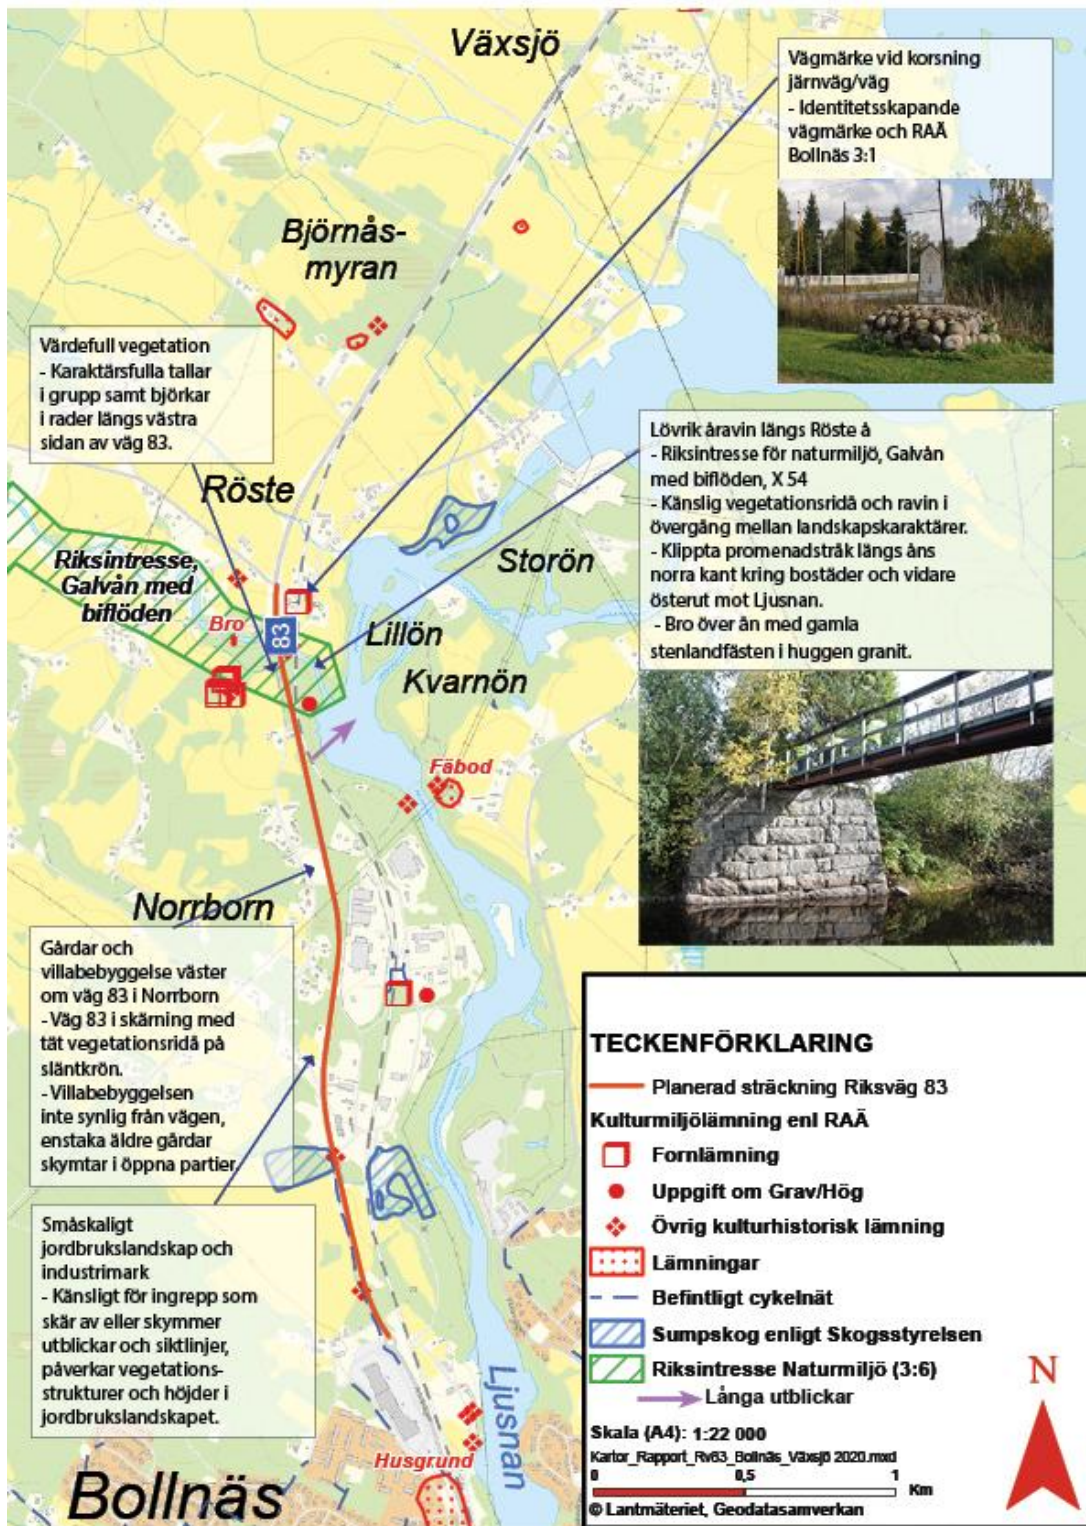 Växsjö
Vägmärke vid korsning
järnväg/väg
- Identitetsskapande
vägmärke och RAÄ
Bollnäs 3:1
Björnås-
myran
Värdefull vegetation
- Karaktärsfulla tallar
i grupp samt björkar
i rader längs västra
sidan av väg 83.
Lövrik åravin längs Röste å
- Riksintresse för naturmiljö, Galvån
med biflöden, X 54
- Känslig vegetationsridå och ravin i
övergång mellan landskapskaraktärer.
- Klippta promenadstråk längs åns
norra kant kring bostäder och vidare
österut mot Ljusnan.
- Bro över ån med gamla
stenlandfästen i huggen granit.
Röste
Storön
Riksintresse,
Galvån med
biflöden
Bro
83
Lillön
Kvarnön
Fäbod
Norrborn
Gårdar och
villabebyggelse väster
om väg 83 i Norrborn
-Väg 83 i skärning med
tät vegetationsridå på
släntkrön.
- Villabebyggelsen
inte synlig från vägen,
enstaka äldre gårdar
skymtar i öppna partier.
Småskaligt
jordbrukslandskap och
industrimark
- Känsligt för ingrepp som
skär av eller skymmer
utblickar och siktlinjer,
påverkar vegetations-
strukturer och höjder i
jordbrukslandskapet.
Ljusnan
Husgrund
Bollnäs
TECKENFÖRKLARING
Planerad sträckning Riksväg 83
Kulturmiljölämning enl RAÄ
Fornlämning
Uppgift om Grav/Hög
Övrig kulturhistorisk lämning
Lämningar
Befintligt cykelnät
Sumpskog enligt Skogsstyrelsen
Riksintresse Naturmiljö (3:6)
Långa utblickar
N
Skala (A4): 1:22 000
Kartor_Rapport_Rv83_Bollnäs_Växsjö 2020.mxd
0 0,5 1
Km
© Lantmäteriet, Geodatasamverkan